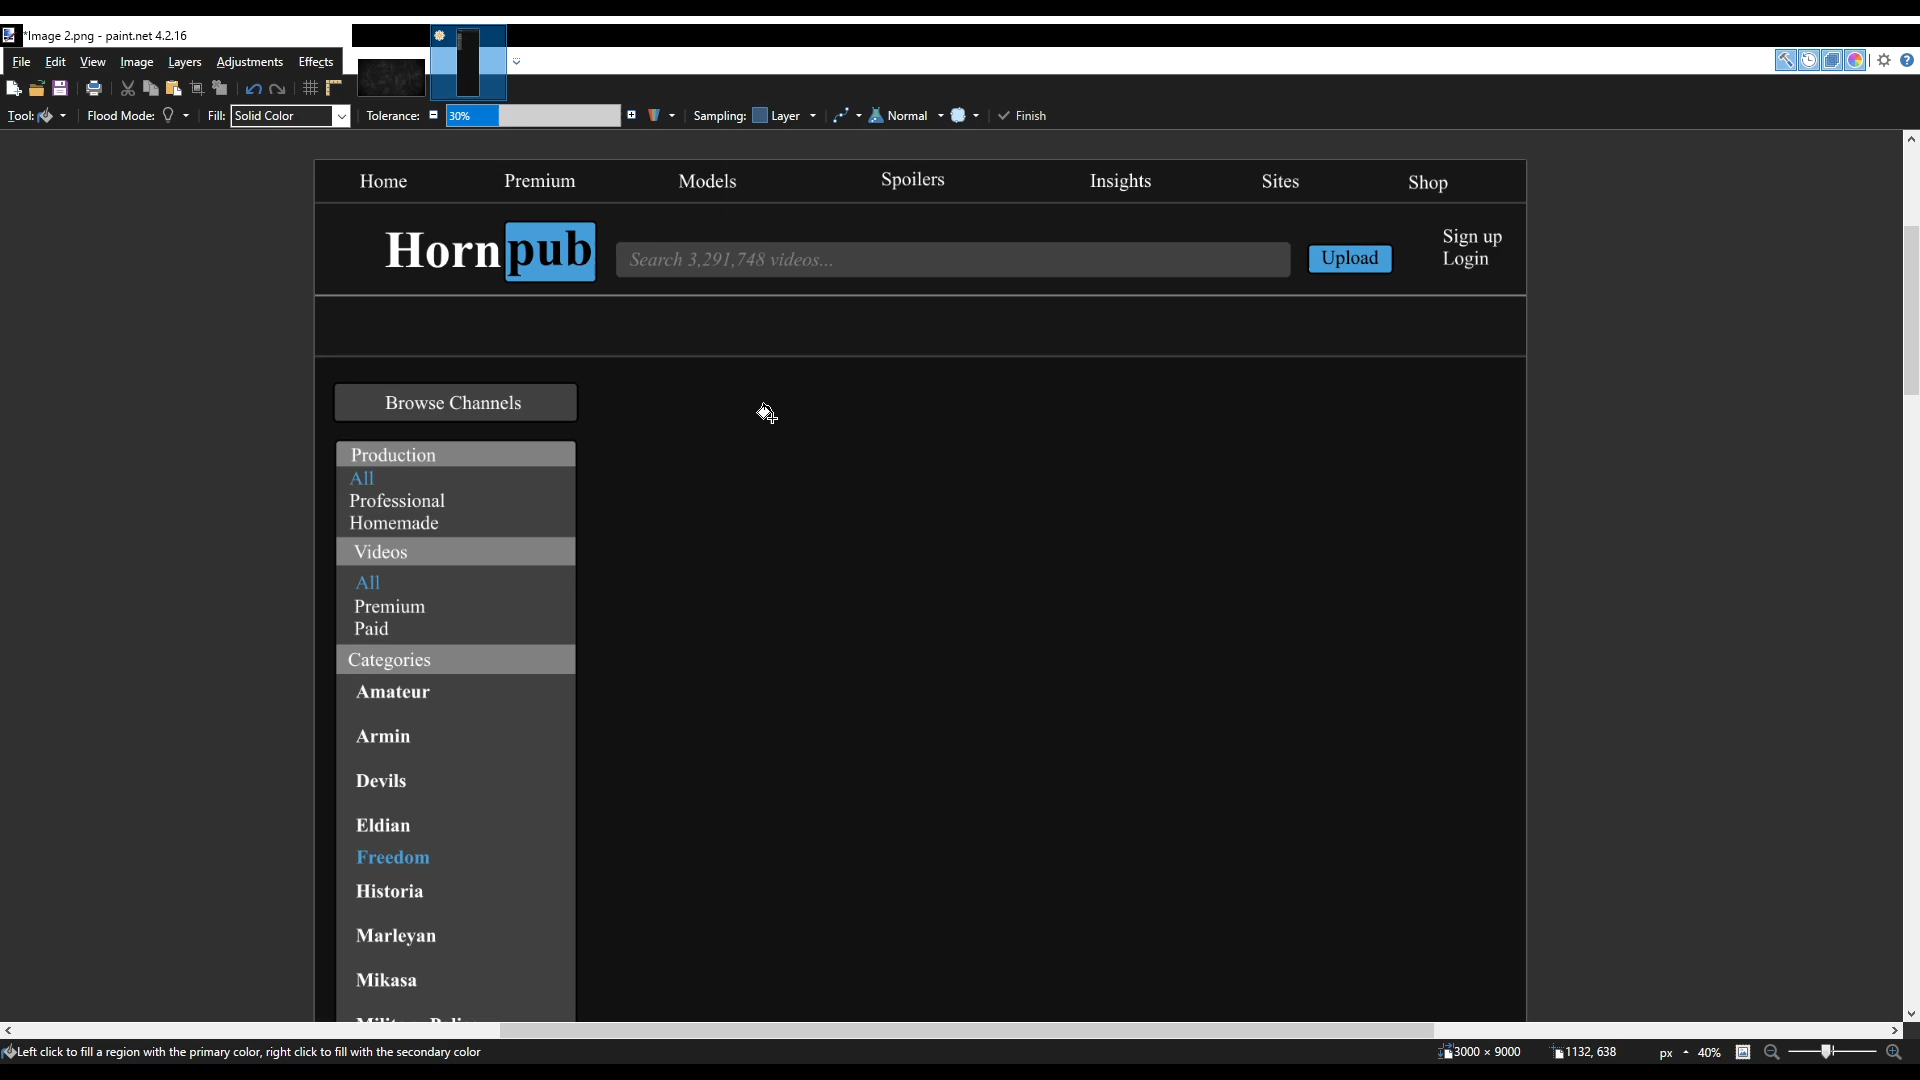 *Image 2.png - paint.net 4.2.16
File Edit View Image Layers Adjustments Effects
Tool: Flood Mode: Fill: Solid Color Tolerance: 30% Sampling: Layer Normal Finish
Home Premium Models Spoilers Insights Sites Shop
Hornpub Search 3,291,748 videos... Upload
Sign up
Login
Browse Channels
Production
All
Professional
Homemade
Videos
All
Premium
Paid
Categories
Amateur
Armin
Devils
Eldian
Freedom
Historia
Marleyan
Mikasa
Left click to fill a region with the primary color, right click to fill with the secondary color 3000 × 9000 1132, 638 px 40%